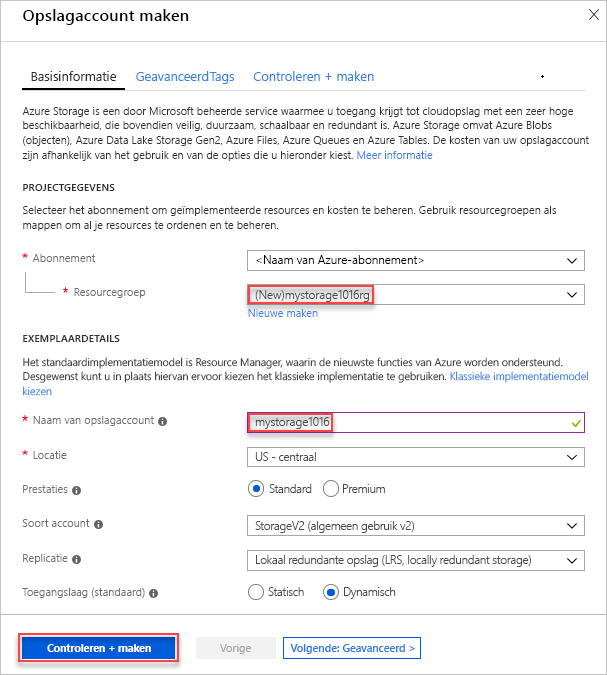 Opslagaccount maken
Basisinformatie GeavanceerdTags Controleren + maken
Azure Storage is een door Microsoft beheerde service waarmee u toegang krijgt tot cloudopslag met een zeer hoge
beschikbaarheid, die bovendien veilig, duurzaam, schaalbaar en redundant is. Azure Storage omvat Azure Blobs
(objecten), Azure Data Lake Storage Gen2, Azure Files, Azure Queues en Azure Tables. De kosten van uw opslagaccount
zijn afhankelijk van het gebruik en van de opties die u hieronder kiest. Meer informatie
PROJECTGEGEVENS
Selecteer het abonnement om geïmplementeerde resources en kosten te beheren. Gebruik resourcegroepen als
mappen om al je resources te ordenen en te beheren.
* Abonnement <Naam van Azure-abonnement>
* Resourcegroep (New)mystorage1016rg
Nieuwe maken
EXEMPLAARDETAILS
Het standaardimplementatiemodel is Resource Manager, waarin de nieuwste functies van Azure worden ondersteund.
Desgewenst kunt u in plaats hiervan ervoor kiezen het klassieke implementatie te gebruiken. Klassieke implementatiemodel
kiezen
* Naam van opslagaccount mystorage1016
* Locatie US - centraal
Prestaties Standard Premium
Soort account StorageV2 (algemeen gebruik v2)
Replicatie Lokaal redundante opslag (LRS, locally redundant storage)
Toegangslaag (standaard) Statisch Dynamisch
Controleren + maken Vorige Volgende: Geavanceerd >